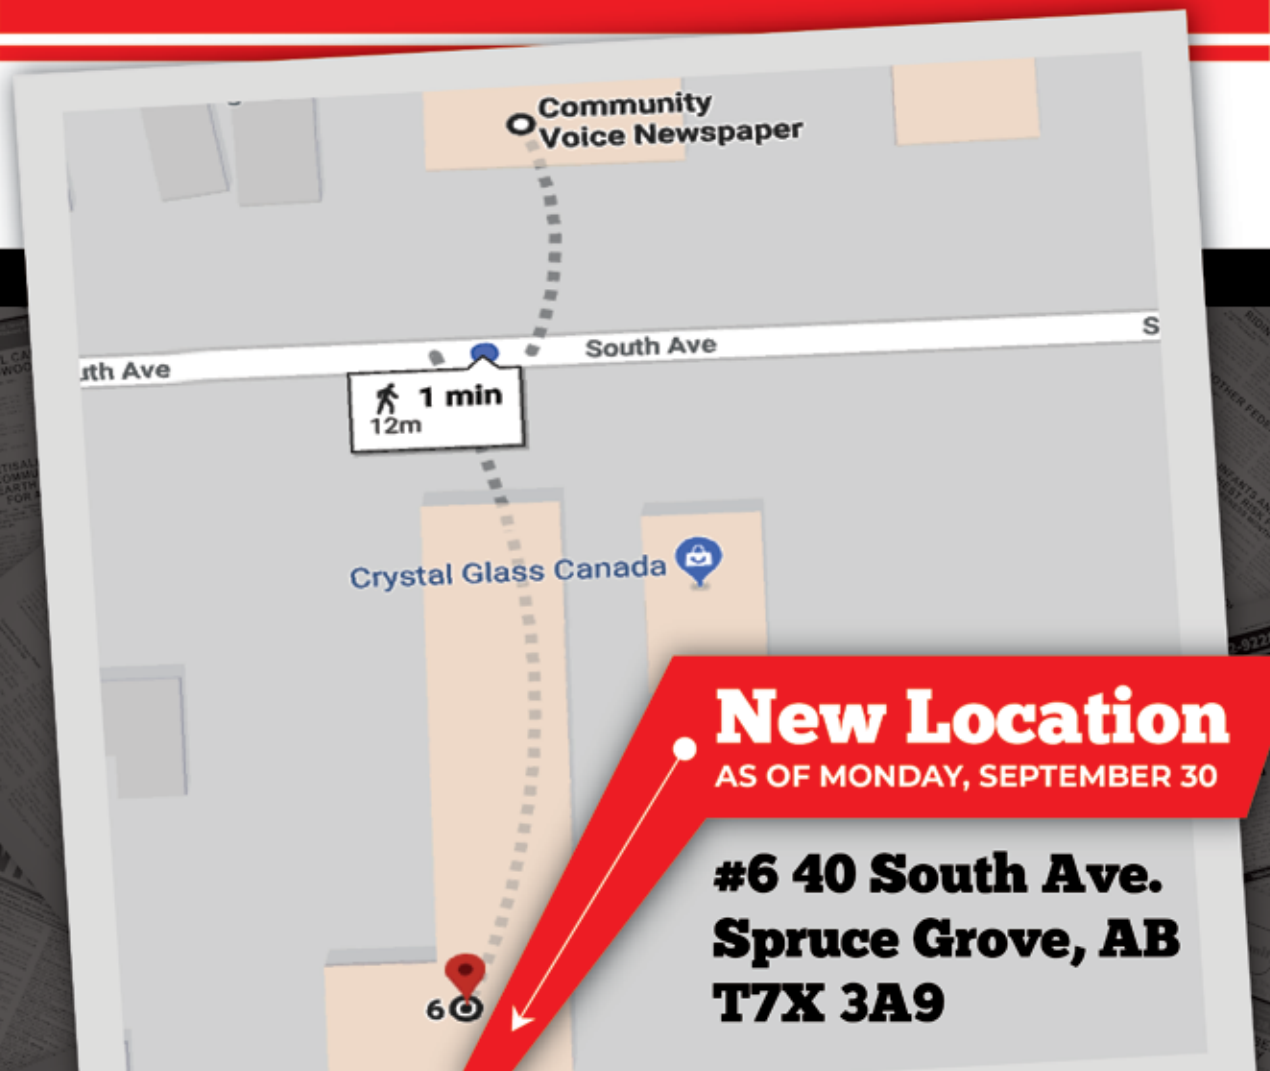 Community
Voice Newspaper
South Ave
uth Ave
S
1 min
12m
Crystal Glass Canada
New Location
AS OF MONDAY, SEPTEMBER 30
#6 40 South Ave.
Spruce Grove, AB
T7X 3A9
6